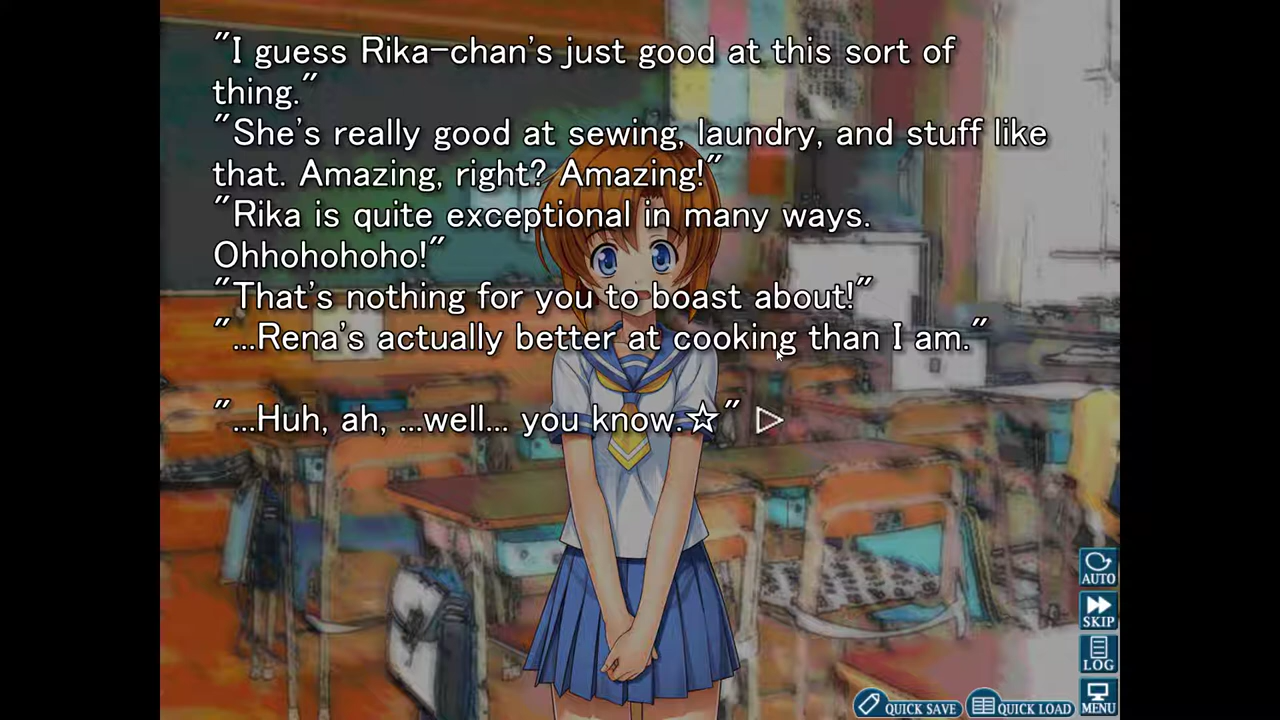 "I guess Rika-chan's just good at this sort of
thing."
"She's really good at sewing, laundry, and stuff like
that. Amazing, right? Amazing!"
"Rika is quite exceptional in many ways.
Ohhohohoho!"
"That's nothing for you to boast about!"
"...Rena's actually better at cooking than I am."
"...Huh, ah, ...well... you know.☆" ▷
AUTO
SKIP
LOG
MENU
QUICK SAVE
QUICK LOAD